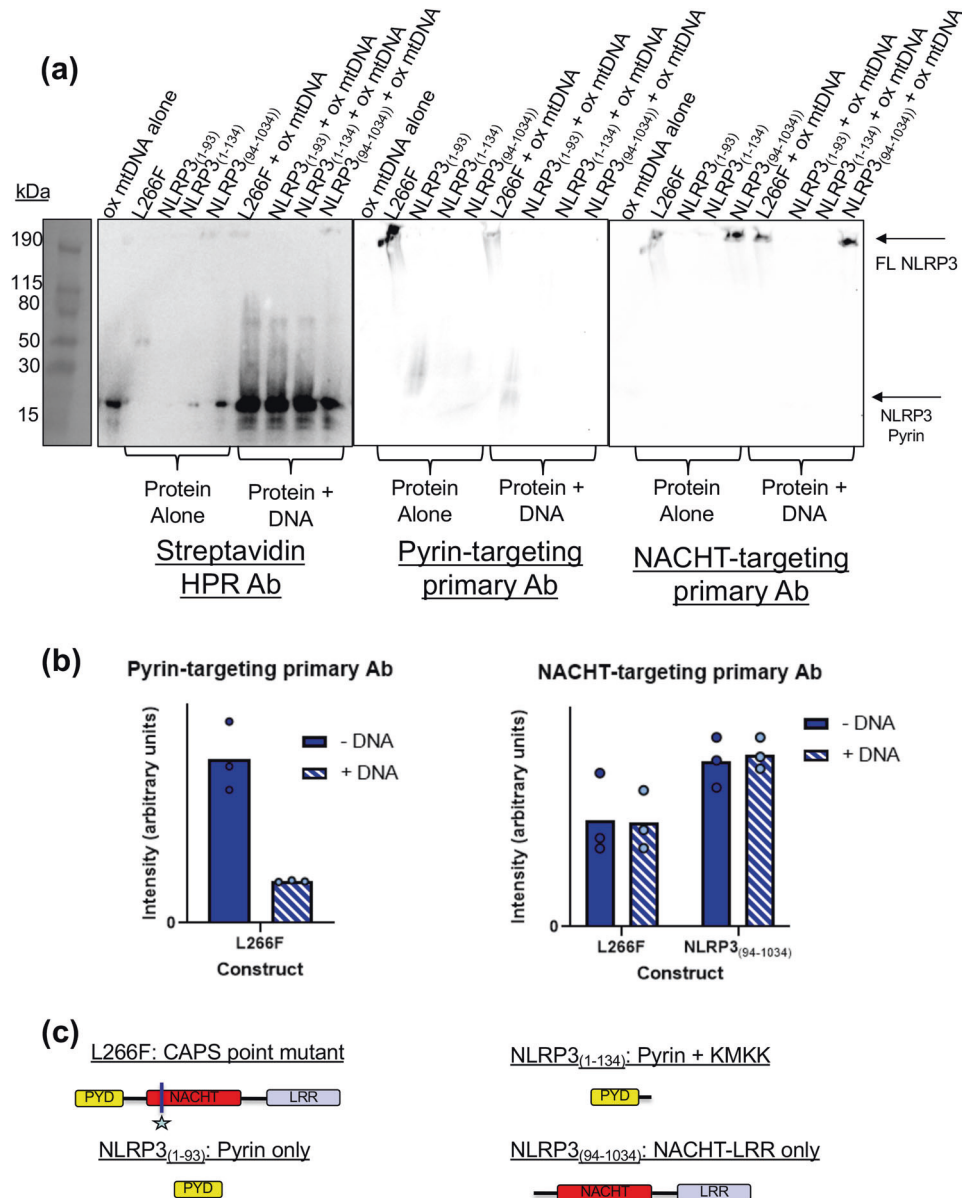 (a)
ox mtDNA alone
L266F
NLRP3(1-93)
NLRP3(1-134)
NLRP3(94-1034))
L266F + ox mtDNA
NLRP3(1-93) + ox mtDNA
NLRP3(1-134) + ox mtDNA
NLRP3(94-1034)) + ox mtDNA
ox mtDNA alone
L266F
NLRP3(1-93)
NLRP3(1-134)
NLRP3(94-1034))
L266F + ox mtDNA
NLRP3(1-93) + ox mtDNA
NLRP3(1-134) + ox mtDNA
NLRP3(94-1034)) + ox mtDNA
ox mtDNA alone
L266F
NLRP3(1-93)
NLRP3(1-134)
NLRP3(94-1034))
L266F + ox mtDNA
NLRP3(1-93) + ox mtDNA
NLRP3(1-134) + ox mtDNA
NLRP3(94-1034)) + ox mtDNA
kDa
190
115
80
50
30
15
FL NLRP3
NLRP3
Pyrin
Protein
Alone
Protein +
DNA
Protein
Alone
Protein +
DNA
Protein
Alone
Protein +
DNA
Streptavidin
HPR Ab
Pyrin-targeting
primary Ab
NACHT-targeting
primary Ab
(b)
Pyrin-targeting primary Ab
Intensity (arbitrary units)
0
- DNA
+ DNA
L266F
Construct
NACHT-targeting primary Ab
Intensity (arbitrary units)
0
- DNA
+ DNA
L266F
NLRP3(94-1034)
Construct
(c)
L266F: CAPS point mutant
PYD
NACHT
LRR
NLRP3(1-134): Pyrin + KMKK
PYD
NLRP3(1-93): Pyrin only
PYD
NLRP3(94-1034): NACHT-LRR only
NACHT
LRR